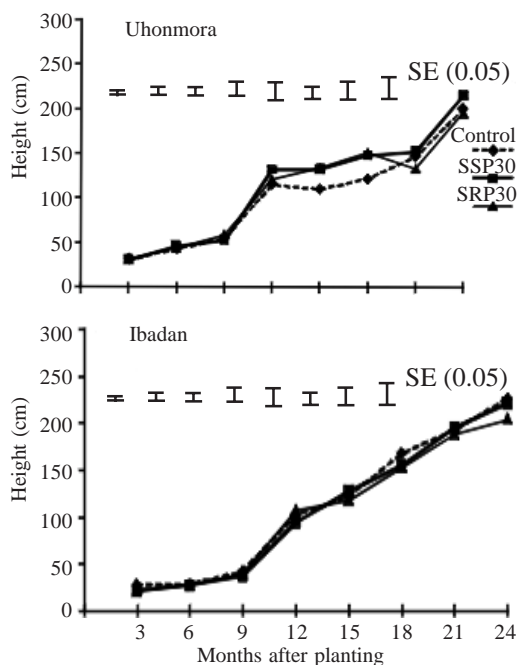 300
Uhonmora
250
SE (0.05)
200
Control
SSP30
150
SRP30
100
50
0
Height (cm)
300
Ibadan
250
SE (0.05)
200
150
100
50
0
Height (cm)
3 6 9 12 15 18 21 24
Months after planting